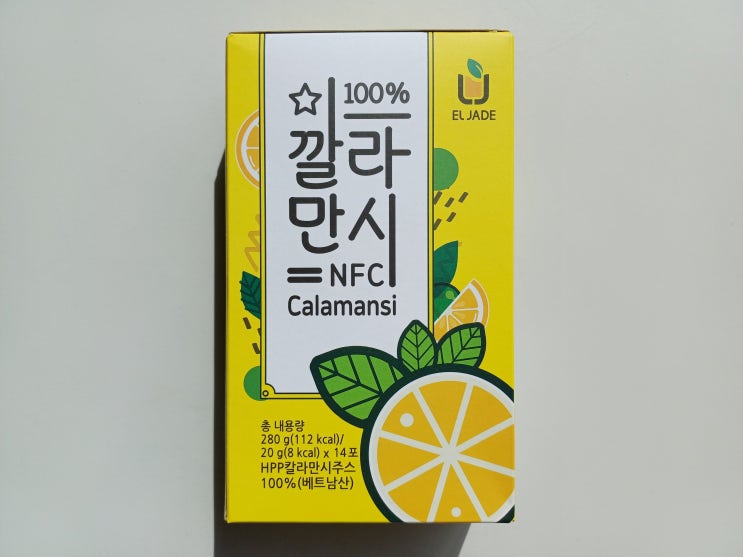 100%
깔라
만시
NFC
Calamansi
EL JADE
총 내용량
280 g(112 kcal)/
20 g(8 kcal) x 14포
HPP칼라만시주스
100%(베트남산)